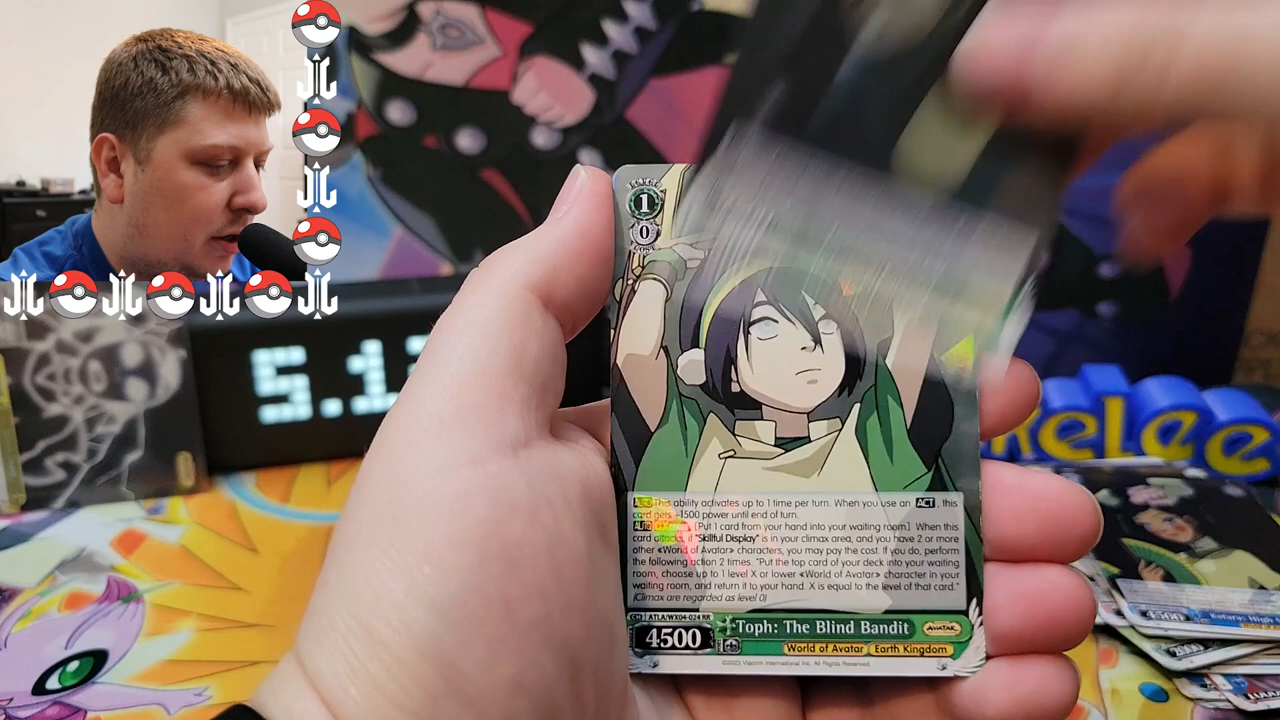 1
0
5.1
AUTO This ability activates up to 1 time per turn. When you use an ACT, this
card gets +1500 power until end of turn.
AUTO CX [Put 1 card from your hand into your waiting room] When this
card attacks, if "Skillful Display" is in your climax area, and you have 2 or more
other «World of Avatar» characters, you may pay the cost. If you do, perform
the following action 2 times. "Put the top card of your deck into your waiting
room, choose up to 1 level X or lower «World of Avatar» character in your
waiting room, and return it to your hand. X is equal to the level of that card."
(Climax are regarded as level 0)
CH ATLA/WX04-024 RR
Toph: The Blind Bandit
AVATAR
4500
World of Avatar Earth Kingdom
©2023 Viacom International Inc. All Rights Reserved.
4500
Katara: High